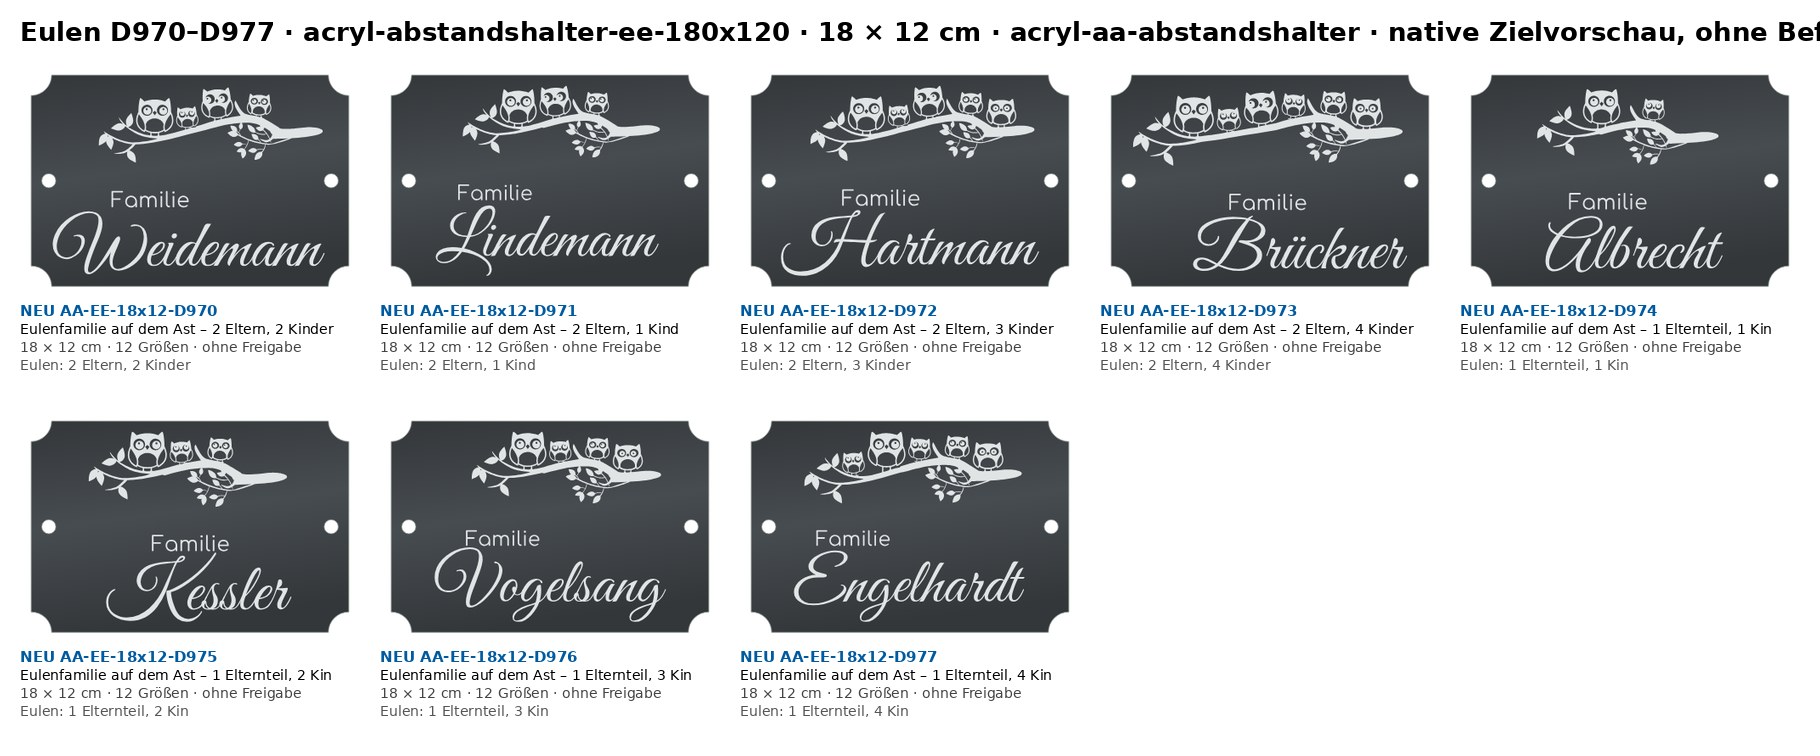 Eulen D970–D977 · acryl-abstandshalter-ee-180x120 · 18 × 12 cm · acryl-aa-abstandshalter · native Zielvorschau, ohne
Familie
Weidemann
NEU AA-EE-18x12-D970
Eulenfamilie auf dem Ast – 2 Eltern, 2 Kinder
18 × 12 cm · 12 Größen · ohne Freigabe
Eulen: 2 Eltern, 2 Kinder
Familie
Lindemann
NEU AA-EE-18x12-D971
Eulenfamilie auf dem Ast – 2 Eltern, 1 Kind
18 × 12 cm · 12 Größen · ohne Freigabe
Eulen: 2 Eltern, 1 Kind
Familie
Hartmann
NEU AA-EE-18x12-D972
Eulenfamilie auf dem Ast – 2 Eltern, 3 Kinder
18 × 12 cm · 12 Größen · ohne Freigabe
Eulen: 2 Eltern, 3 Kinder
Familie
Brückner
NEU AA-EE-18x12-D973
Eulenfamilie auf dem Ast – 2 Eltern, 4 Kinder
18 × 12 cm · 12 Größen · ohne Freigabe
Eulen: 2 Eltern, 4 Kinder
Familie
Albrecht
NEU AA-EE-18x12-D974
Eulenfamilie auf dem Ast – 1 Elternteil, 1 Kin
18 × 12 cm · 12 Größen · ohne Freigabe
Eulen: 1 Elternteil, 1 Kin
Familie
Kessler
NEU AA-EE-18x12-D975
Eulenfamilie auf dem Ast – 1 Elternteil, 2 Kin
18 × 12 cm · 12 Größen · ohne Freigabe
Eulen: 1 Elternteil, 2 Kin
Familie
Vogelsang
NEU AA-EE-18x12-D976
Eulenfamilie auf dem Ast – 1 Elternteil, 3 Kin
18 × 12 cm · 12 Größen · ohne Freigabe
Eulen: 1 Elternteil, 3 Kin
Familie
Engelhardt
NEU AA-EE-18x12-D977
Eulenfamilie auf dem Ast – 1 Elternteil, 4 Kin
18 × 12 cm · 12 Größen · ohne Freigabe
Eulen: 1 Elternteil, 4 Kin